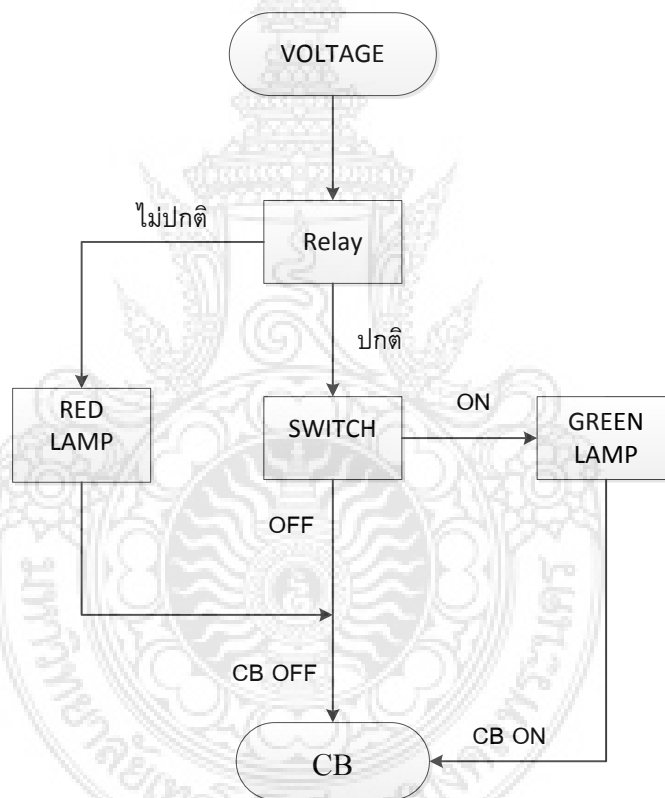 VOLTAGE
ไม่ปกติ
Relay
ปกติ
RED
LAMP
SWITCH
ON
GREEN
LAMP
OFF
CB OFF
CB ON
CB